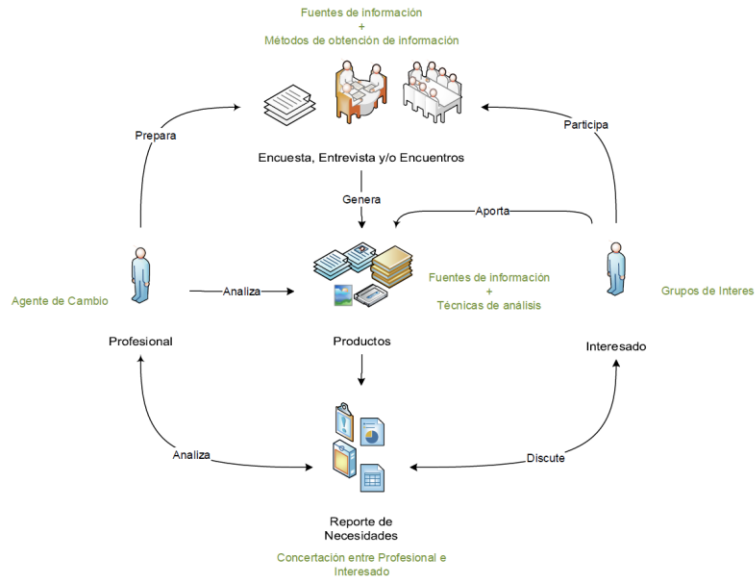 Fuentes de información
+
Métodos de obtención de información
Prepara
Participa
Encuesta, Entrevista y/o Encuentros
Genera
Aporta
Agente de Cambio
Analiza
Fuentes de información
+
Técnicas de análisis
Grupos de Interes
Profesional
Productos
Interesado
Analiza
Discute
Reporte de
Necesidades
Concertación entre Profesional e
Interesado